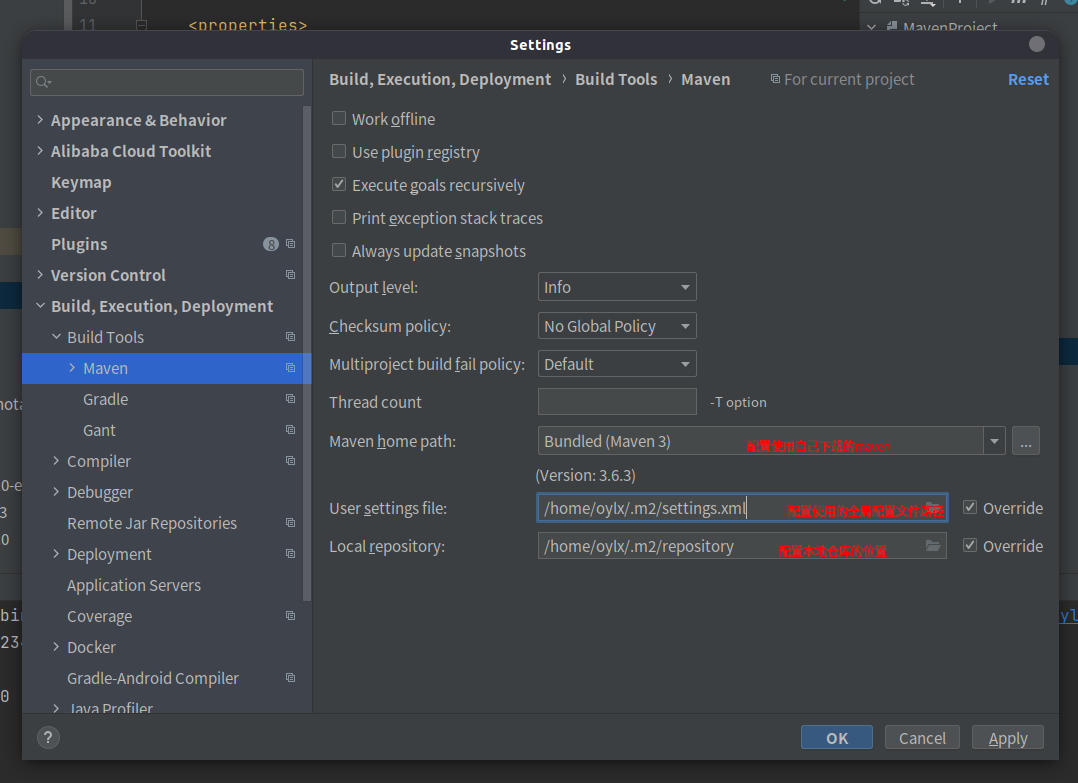 10
11
<properties>
MavenProject
Settings
Build, Execution, Deployment › Build Tools › Maven
For current project
Reset
Appearance & Behavior
Alibaba Cloud Toolkit
Keymap
Editor
Plugins
8
Version Control
Build, Execution, Deployment
Build Tools
Maven
Gradle
Gant
Compiler
Debugger
Remote Jar Repositories
Deployment
Application Servers
Coverage
Docker
Gradle-Android Compiler
Java Profiler
Work offline
Use plugin registry
Execute goals recursively
Print exception stack traces
Always update snapshots
Output level: Info
Checksum policy: No Global Policy
Multiproject build fail policy: Default
Thread count -T option
Maven home path: Bundled (Maven 3) 配置使用自己下载的maven ...
(Version: 3.6.3)
User settings file: /home/oylx/.m2/settings.xml 配置使用的全局配置文件路径 Override
Local repository: /home/oylx/.m2/repository 配置本地仓库的位置 Override
?
OK
Cancel
Apply